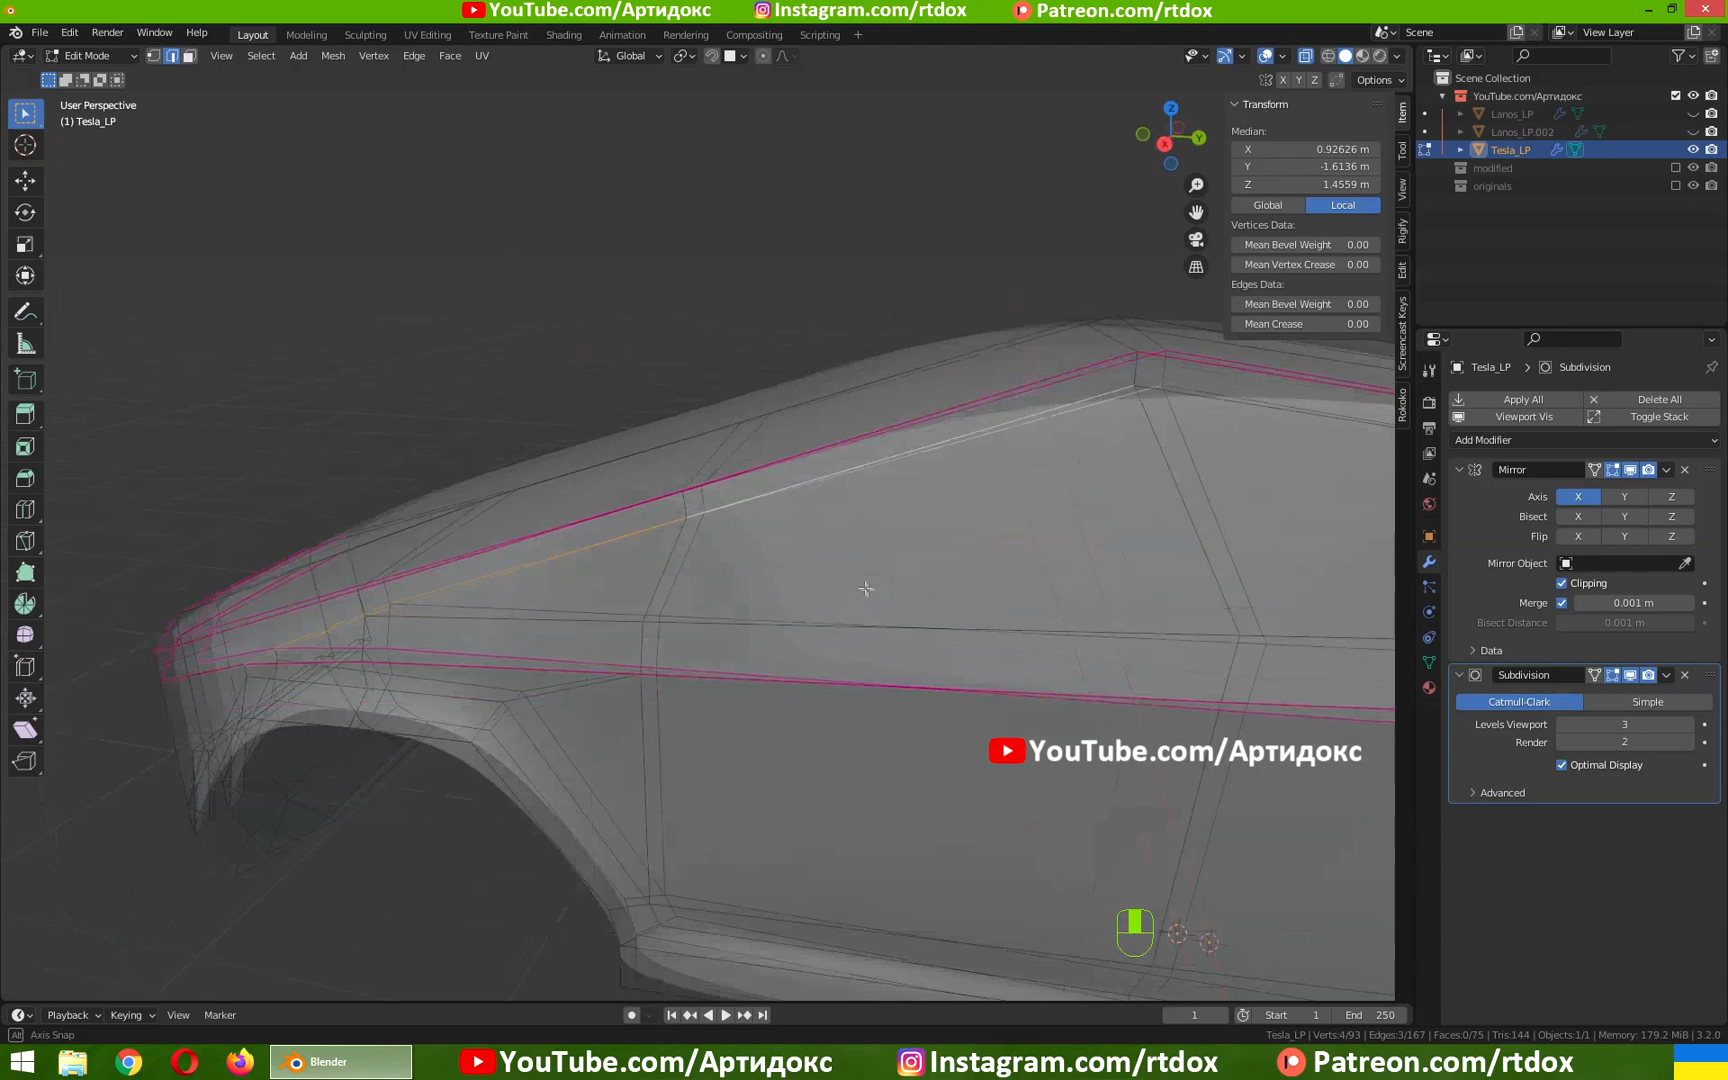 YouTube.com/Артидокс Instagram.com/rtdox Patreon.com/rtdox
File Edit Render Window Help Layout Modeling Sculpting UV Editing Texture Paint Shading Animation Rendering Compositing Scripting + Scene View Layer
Edit Mode View Select Add Mesh Vertex Edge Face UV Global
X Y Z Options
User Perspective
(1) Tesla_LP
Transform
Median:
X 0.92626 m
Y -1.6136 m
Z 1.4559 m
Global Local
Vertices Data:
Mean Bevel Weight 0.00
Mean Vertex Crease 0.00
Edges Data:
Mean Bevel Weight 0.00
Mean Crease 0.00
Item
Tool
View
Rigify
Edit
Screencast Keys
Rokoko
Z
Y
X
Scene Collection
YouTube.com/Артидокс
Lanos_LP
Lanos_LP.002
Tesla_LP
modified
originals
Tesla_LP > Subdivision
Apply All Delete All
Viewport Vis Toggle Stack
Add Modifier
Mirror
Axis X Y Z
Bisect X Y Z
Flip X Y Z
Mirror Object
Clipping
Merge 0.001 m
Bisect Distance 0.001 m
Data
Subdivision
Catmull-Clark Simple
Levels Viewport 3
Render 2
Optimal Display
Advanced
YouTube.com/Артидокс
Playback Keying View Marker 1 Start 1 End 250
Alt Axis Snap Tesla_LP | Verts:4/93 | Edges:3/167 | Faces:0/75 | Tris:144 | Objects:1/1 | Memory: 179.2 MiB | 3.2.0
Blender YouTube.com/Артидокс Instagram.com/rtdox Patreon.com/rtdox